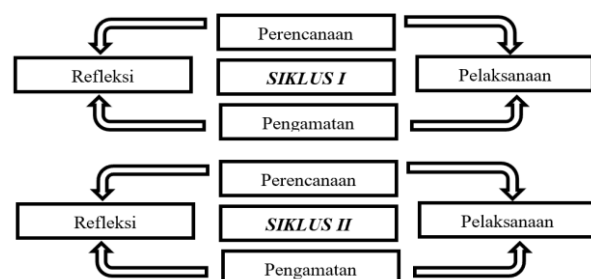 Perencanaan
Refleksi
SIKLUS I
Pelaksanaan
Pengamatan
Perencanaan
Refleksi
SIKLUS II
Pelaksanaan
Pengamatan